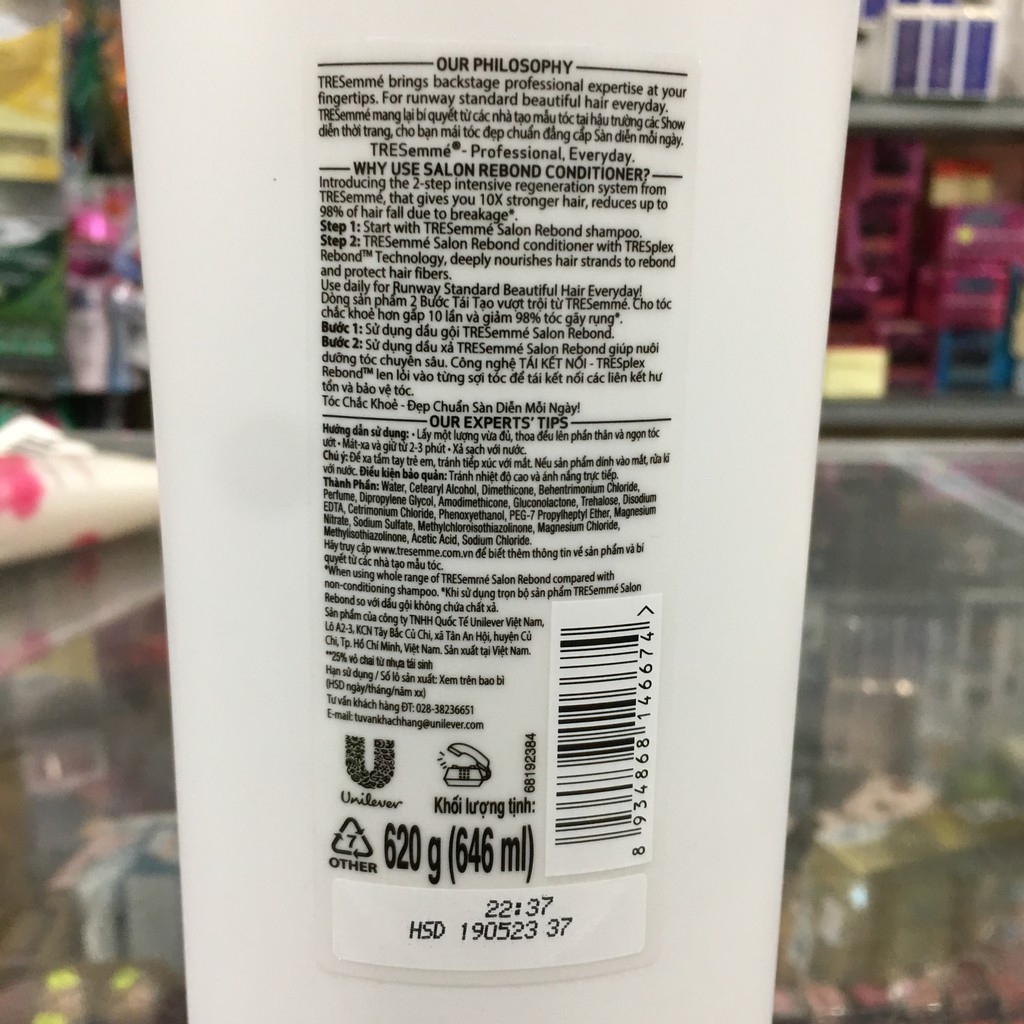 OUR PHILOSOPHY
TRESemmé brings backstage professional expertise at your
fingertips. For runway standard beautiful hair everyday.
TRESemmé mang lại bí quyết từ các nhà tạo mẫu tóc tại hậu trường các Show
diễn thời trang, cho bạn mái tóc đẹp chuẩn đẳng cấp Sàn diễn mỗi ngày.
TRESemmé®- Professional, Everyday.
WHY USE SALON REBOND CONDITIONER?
Introducing the 2-step intensive regeneration system from
TRESemmé, that gives you 10X stronger hair, reduces up to
98% of hair fall due to breakage*.
Step 1: Start with TRESemmé Salon Rebond shampoo.
Step 2: TRESemmé Salon Rebond conditioner with TRESplex
Rebond™ Technology, deeply nourishes hair strands to rebond
and protect hair fibers.
Use daily for Runway Standard Beautiful Hair Everyday!
Dòng sản phẩm 2 Bước Tái Tạo vượt trội từ TRESemmé. Cho tóc
chắc khoẻ hơn gấp 10 lần và giảm 98% tóc gãy rụng*.
Bước 1: Sử dụng dầu gội TRESemmé Salon Rebond.
Bước 2: Sử dụng dầu xả TRESemmé Salon Rebond giúp nuôi
dưỡng tóc chuyên sâu. Công nghệ TÁI KẾT NỐI - TRESplex
Rebond™ len lỏi vào từng sợi tóc để tái kết nối các liên kết hư
tổn và bảo vệ tóc.
Tóc Chắc Khoẻ - Đẹp Chuẩn Sàn Diễn Mỗi Ngày!
OUR EXPERTS' TIPS
Hướng dẫn sử dụng: • Lấy một lượng vừa đủ, thoa đều lên phần thân và ngọn tóc
ướt • Mát-xa và giữ từ 2-3 phút • Xả sạch với nước.
Chú ý: Để xa tầm tay trẻ em, tránh tiếp xúc với mắt. Nếu sản phẩm dính vào mắt, rửa kĩ
với nước. Điều kiện bảo quản: Tránh nhiệt độ cao và ánh nắng trực tiếp.
Thành Phần: Water, Cetearyl Alcohol, Dimethicone, Behentrimonium Chloride,
Perfume, Dipropylene Glycol, Amodimethicone, Gluconolactone, Trehalose, Disodium
EDTA, Cetrimonium Chloride, Phenoxyethanol, PEG-7 Propylheptyl Ether, Magnesium
Nitrate, Sodium Sulfate, Methylchloroisothiazolinone, Magnesium Chloride,
Methylisothiazolinone, Acetic Acid, Sodium Chloride.
Hãy truy cập www.tresemme.com.vn để biết thêm thông tin về sản phẩm và bí
quyết từ các nhà tạo mẫu tóc.
*When using whole range of TRESemmé Salon Rebond compared with
non-conditioning shampoo. *Khi sử dụng trọn bộ sản phẩm TRESemmé Salon
Rebond so với dầu gội không chứa chất xả.
Sản phẩm của công ty TNHH Quốc Tế Unilever Việt Nam,
Lô A2-3, KCN Tây Bắc Củ Chi, xã Tân An Hội, huyện Củ
Chi, Tp. Hồ Chí Minh, Việt Nam. Sản xuất tại Việt Nam.
**25% vỏ chai từ nhựa tái sinh
Hạn sử dụng / Số lô sản xuất: Xem trên bao bì
(HSD ngày/tháng/năm xx)
Tư vấn khách hàng ĐT: 028-38236651
E-mail: tuvankhachhang@unilever.com
Unilever
68192384
8 934868 146674 >
Khối lượng tịnh:
7
OTHER
620 g (646 ml)
22:37
HSD 190523 37